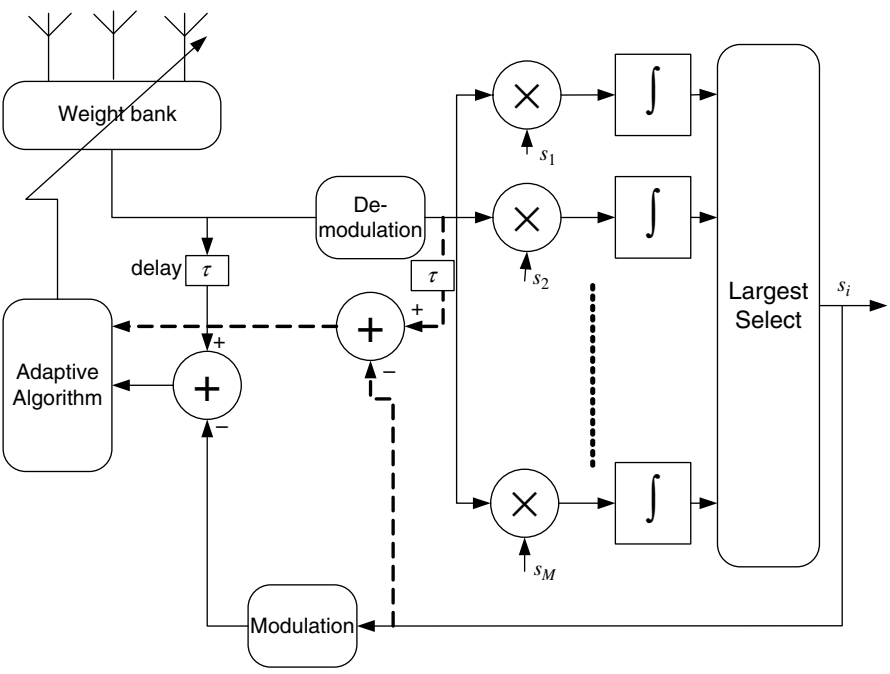 Weight bank
De-
modulation
delay
τ
τ
+
+
−
+
+
+
−
×
s1
×
s2
×
sM
∫
∫
∫
Largest
Select
si
Adaptive
Algorithm
Modulation